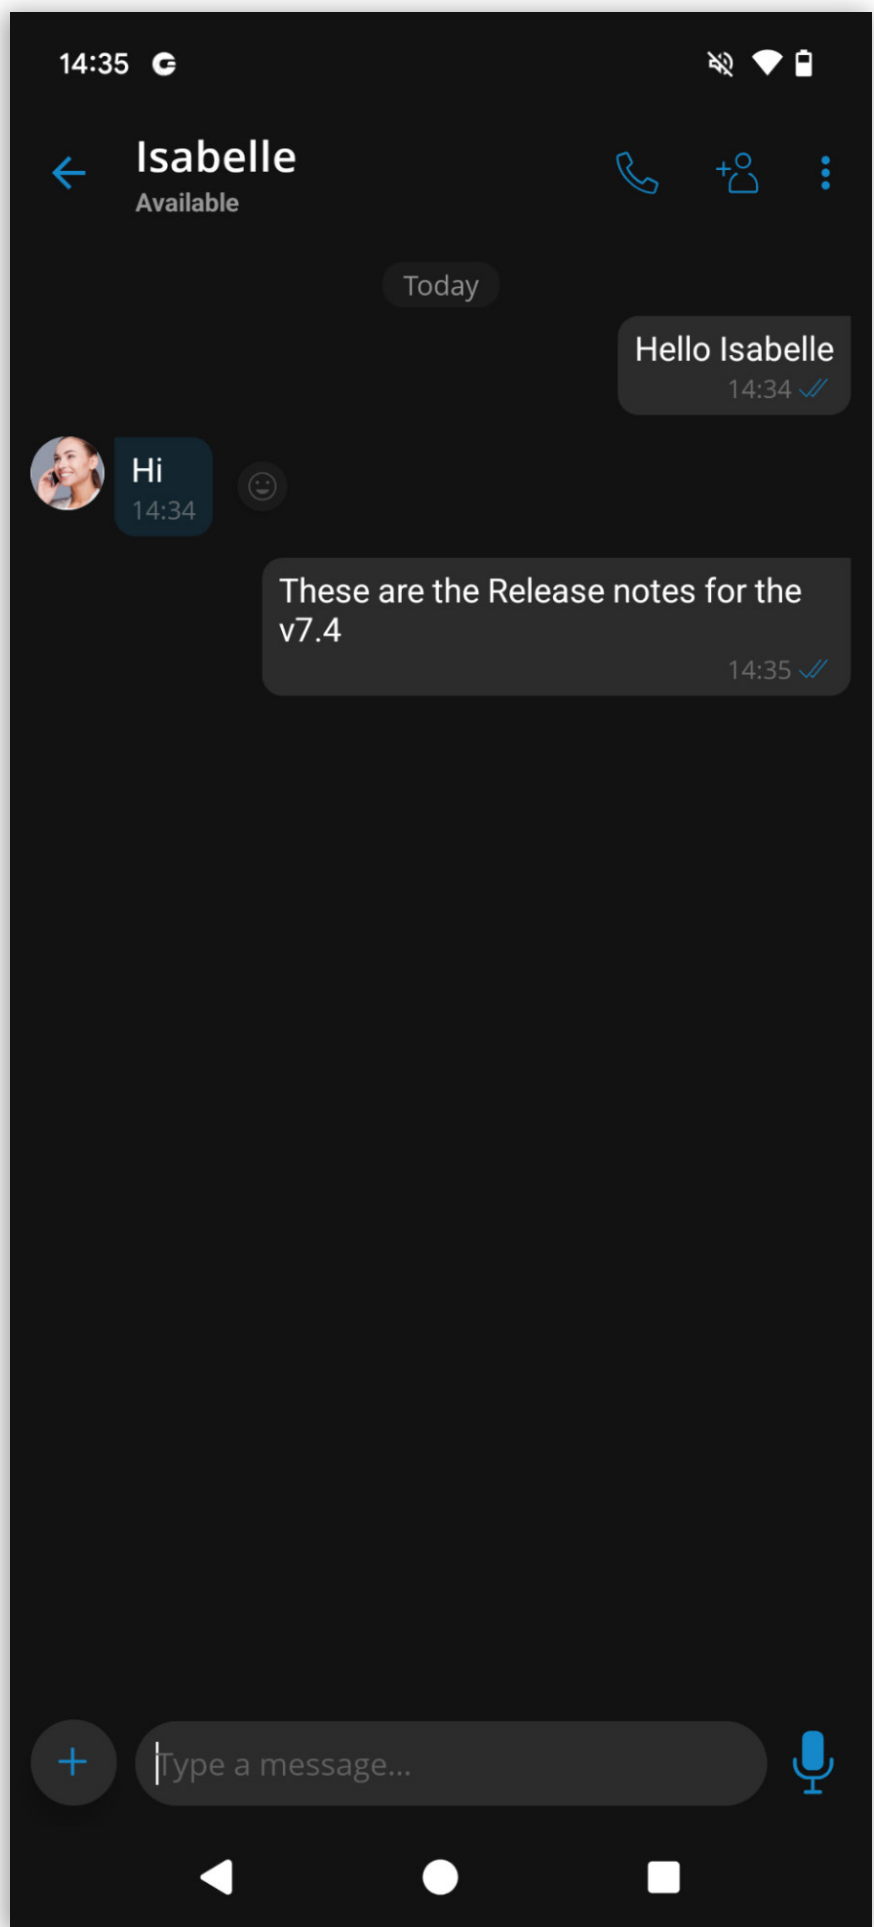 14:35
Isabelle
Available
Today
Hello Isabelle
14:34
Hi
14:34
These are the Release notes for the
v7.4
14:35
Type a message...